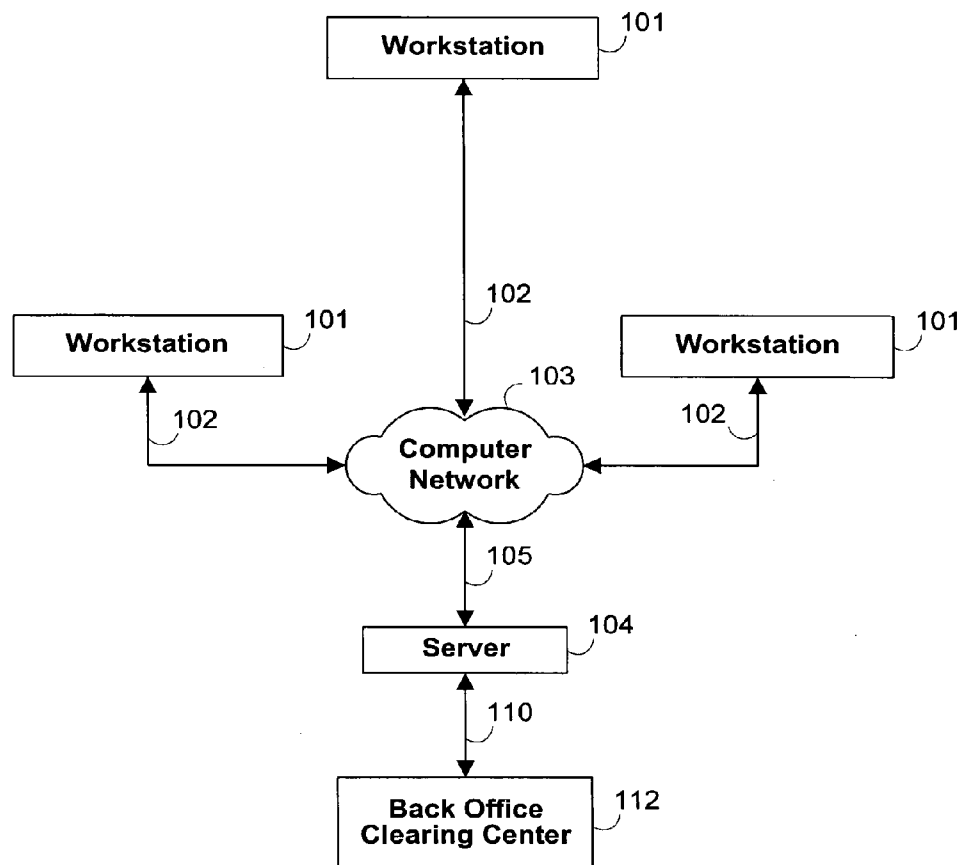 Workstation
101
102
Workstation
101
Workstation
101
102
103
102
Computer
Network
105
Server
104
110
Back Office
Clearing Center
112